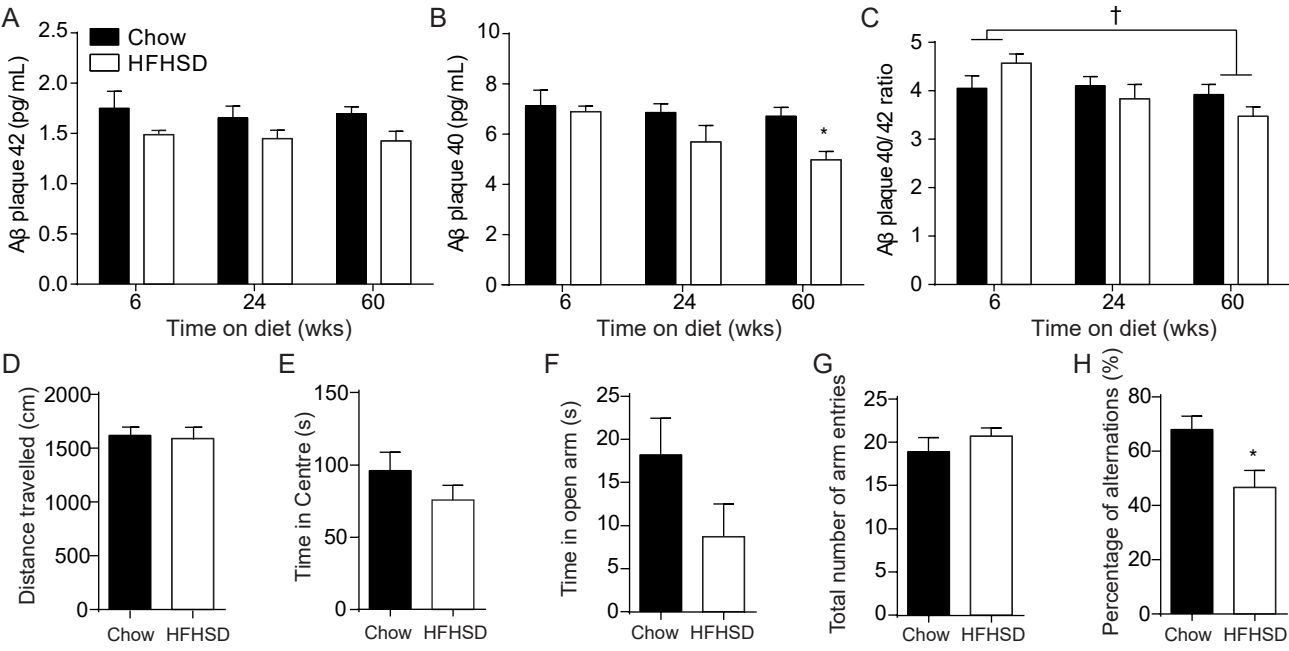 A
Aβ plaque 42 (pg/mL)
2.5
2.0
1.5
1.0
0.5
0.0
Chow
HFHSD
6 24 60
Time on diet (wks)
B
Aβ plaque 40 (pg/mL)
10
8
6
4
2
0
*
6 24 60
Time on diet (wks)
C
Aβ plaque 40/42 ratio
5
4
3
2
1
0
†
6 24 60
Time on diet (wks)
D
Distance travelled (cm)
2000
1500
1000
500
0
Chow HFHSD
E
Time in Centre (s)
150
100
50
0
Chow HFHSD
F
Time in open arm (s)
25
20
15
10
5
0
Chow HFHSD
G
Total number of arm entries
25
20
15
10
5
0
Chow HFHSD
H
Percentage of alternations (%)
80
60
40
20
0
*
Chow HFHSD